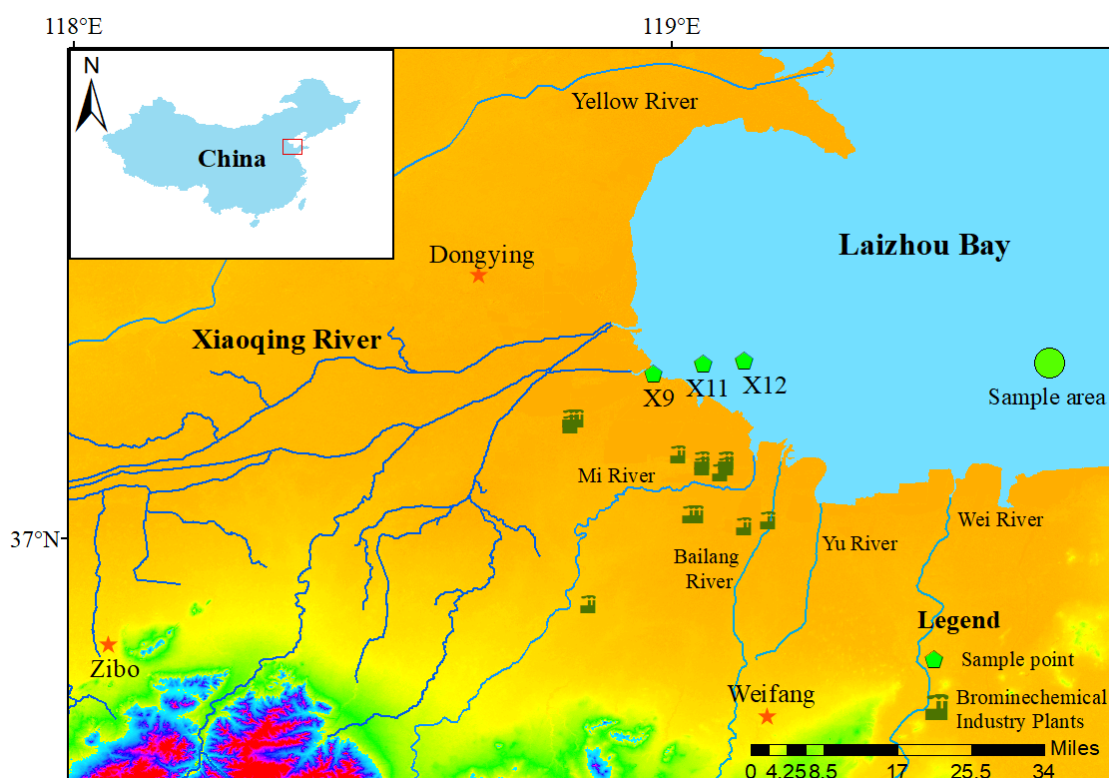 118°E
119°E
N
China
Yellow River
Laizhou Bay
Dongying
Xiaoqing River
X9
X11
X12
Sample area
Mi River
37°N
Bailang
River
Yu River
Wei River
Legend
Sample point
Zibo
Weifang
Brominechemical
Industry Plants
Miles
0 4.25 8.5 17 25.5 34